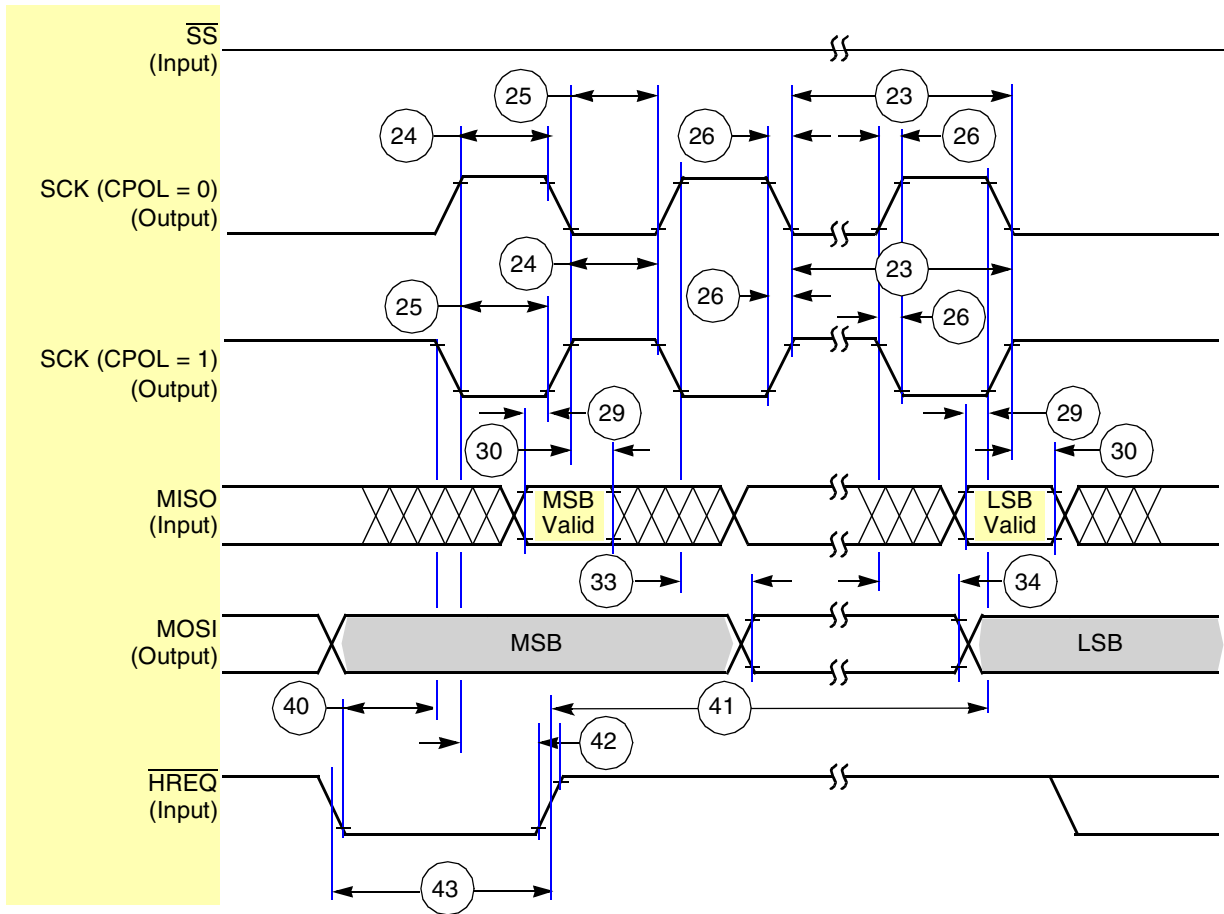 SS
(Input)
25
23
24
26
26
SCK (CPOL = 0)
(Output)
24
23
25
26
26
SCK (CPOL = 1)
(Output)
29
29
30
30
MISO
(Input)
MSB
Valid
LSB
Valid
33
34
MOSI
(Output)
MSB
LSB
40
41
42
HREQ
(Input)
43